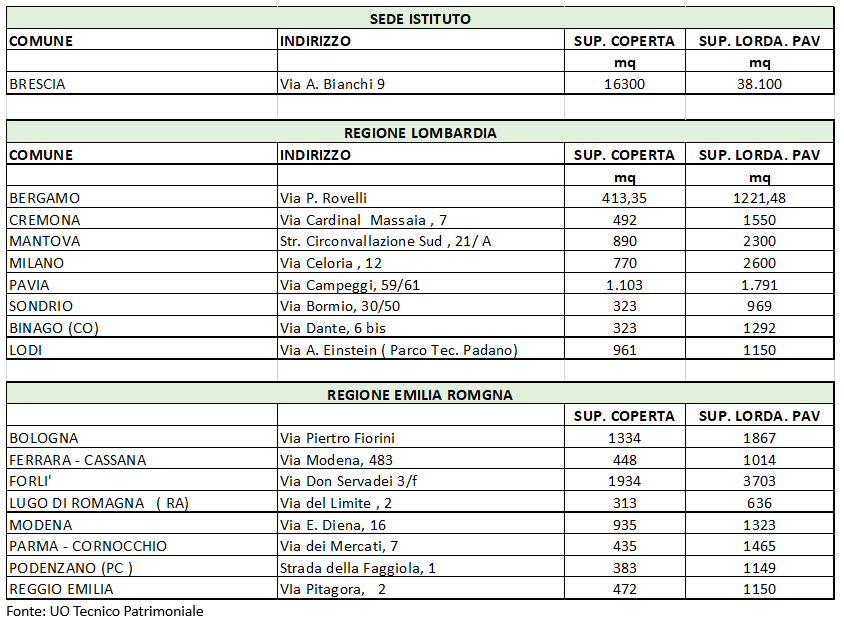 SEDE ISTITUTO
COMUNE INDIRIZZO SUP. COPERTA SUP. LORDA. PAV
mq mq
BRESCIA Via A. Bianchi 9 16300 38.100
REGIONE LOMBARDIA
COMUNE INDIRIZZO SUP. COPERTA SUP. LORDA. PAV
mq mq
BERGAMO Via P. Rovelli 413,35 1221,48
CREMONA Via Cardinal Massaia , 7 492 1550
MANTOVA Str. Circonvallazione Sud , 21/ A 890 2300
MILANO Via Celoria , 12 770 2600
PAVIA Via Campeggi, 59/61 1.103 1.791
SONDRIO Via Bormio, 30/50 323 969
BINAGO (CO) Via Dante, 6 bis 323 1292
LODI Via A. Einstein ( Parco Tec. Padano) 961 1150
REGIONE EMILIA ROMGNA
SUP. COPERTA SUP. LORDA. PAV
BOLOGNA Via Piertro Fiorini 1334 1867
FERRARA - CASSANA Via Modena, 483 448 1014
FORLI' Via Don Servadei 3/f 1934 3703
LUGO DI ROMAGNA ( RA) Via del Limite , 2 313 636
MODENA Via E. Diena, 16 935 1323
PARMA - CORNOCCHIO Via dei Mercati, 7 435 1465
PODENZANO (PC ) Strada della Faggiola, 1 383 1149
REGGIO EMILIA VIa Pitagora, 2 472 1150
Fonte: UO Tecnico Patrimoniale